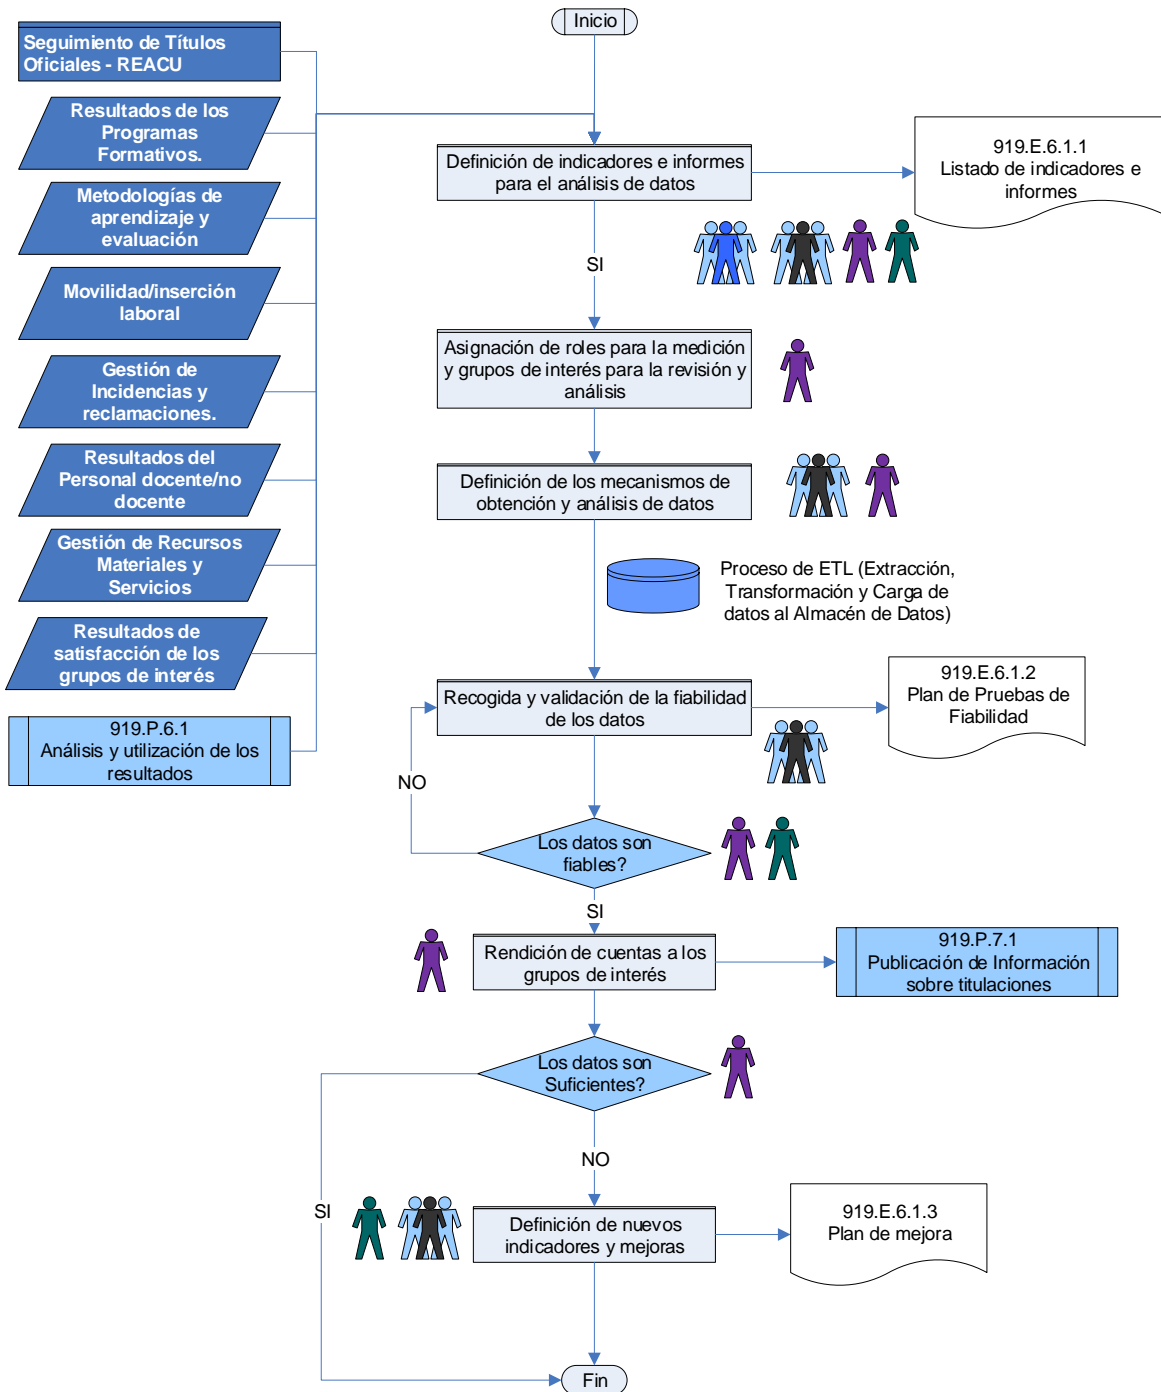 Inicio
Seguimiento de Títulos
Oficiales - REACU
Resultados de los
Programas
Formativos.
Metodologías de
aprendizaje y
evaluación
Movilidad/inserción
laboral
Gestión de
Incidencias y
reclamaciones.
Resultados del
Personal docente/no
docente
Gestión de Recursos
Materiales y
Servicios
Resultados de
satisfacción de los
grupos de interés
919.P.6.1
Análisis y utilización de los
resultados
Definición de indicadores e informes
para el análisis de datos
919.E.6.1.1
Listado de indicadores e
informes
SI
Asignación de roles para la medición
y grupos de interés para la revisión y
análisis
Definición de los mecanismos de
obtención y análisis de datos
Proceso de ETL (Extracción,
Transformación y Carga de
datos al Almacén de Datos)
Recogida y validación de la fiabilidad
de los datos
919.E.6.1.2
Plan de Pruebas de
Fiabilidad
NO
Los datos son
fiables?
SI
Rendición de cuentas a los
grupos de interés
919.P.7.1
Publicación de Información
sobre titulaciones
Los datos son
Suficientes?
NO
SI
Definición de nuevos
indicadores y mejoras
919.E.6.1.3
Plan de mejora
Fin